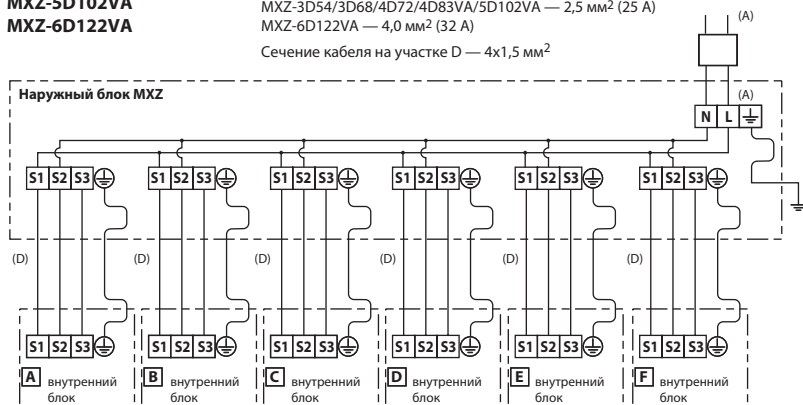 MXZ-5D102VA
MXZ-6D122VA
MXZ-3D54/3D68/4D72/4D83VA/5D102VA — 2,5 мм² (25 А)
MXZ-6D122VA — 4,0 мм² (32 А)
Сечение кабеля на участке D — 4x1,5 мм²
(A)
Наружный блок MXZ
(A)
N L
S1 S2 S3 S1 S2 S3 S1 S2 S3 S1 S2 S3 S1 S2 S3 S1 S2 S3
(D) (D) (D) (D) (D) (D)
S1 S2 S3 S1 S2 S3 S1 S2 S3 S1 S2 S3 S1 S2 S3 S1 S2 S3
A внутренний блок
B внутренний блок
C внутренний блок
D внутренний блок
E внутренний блок
F внутренний блок